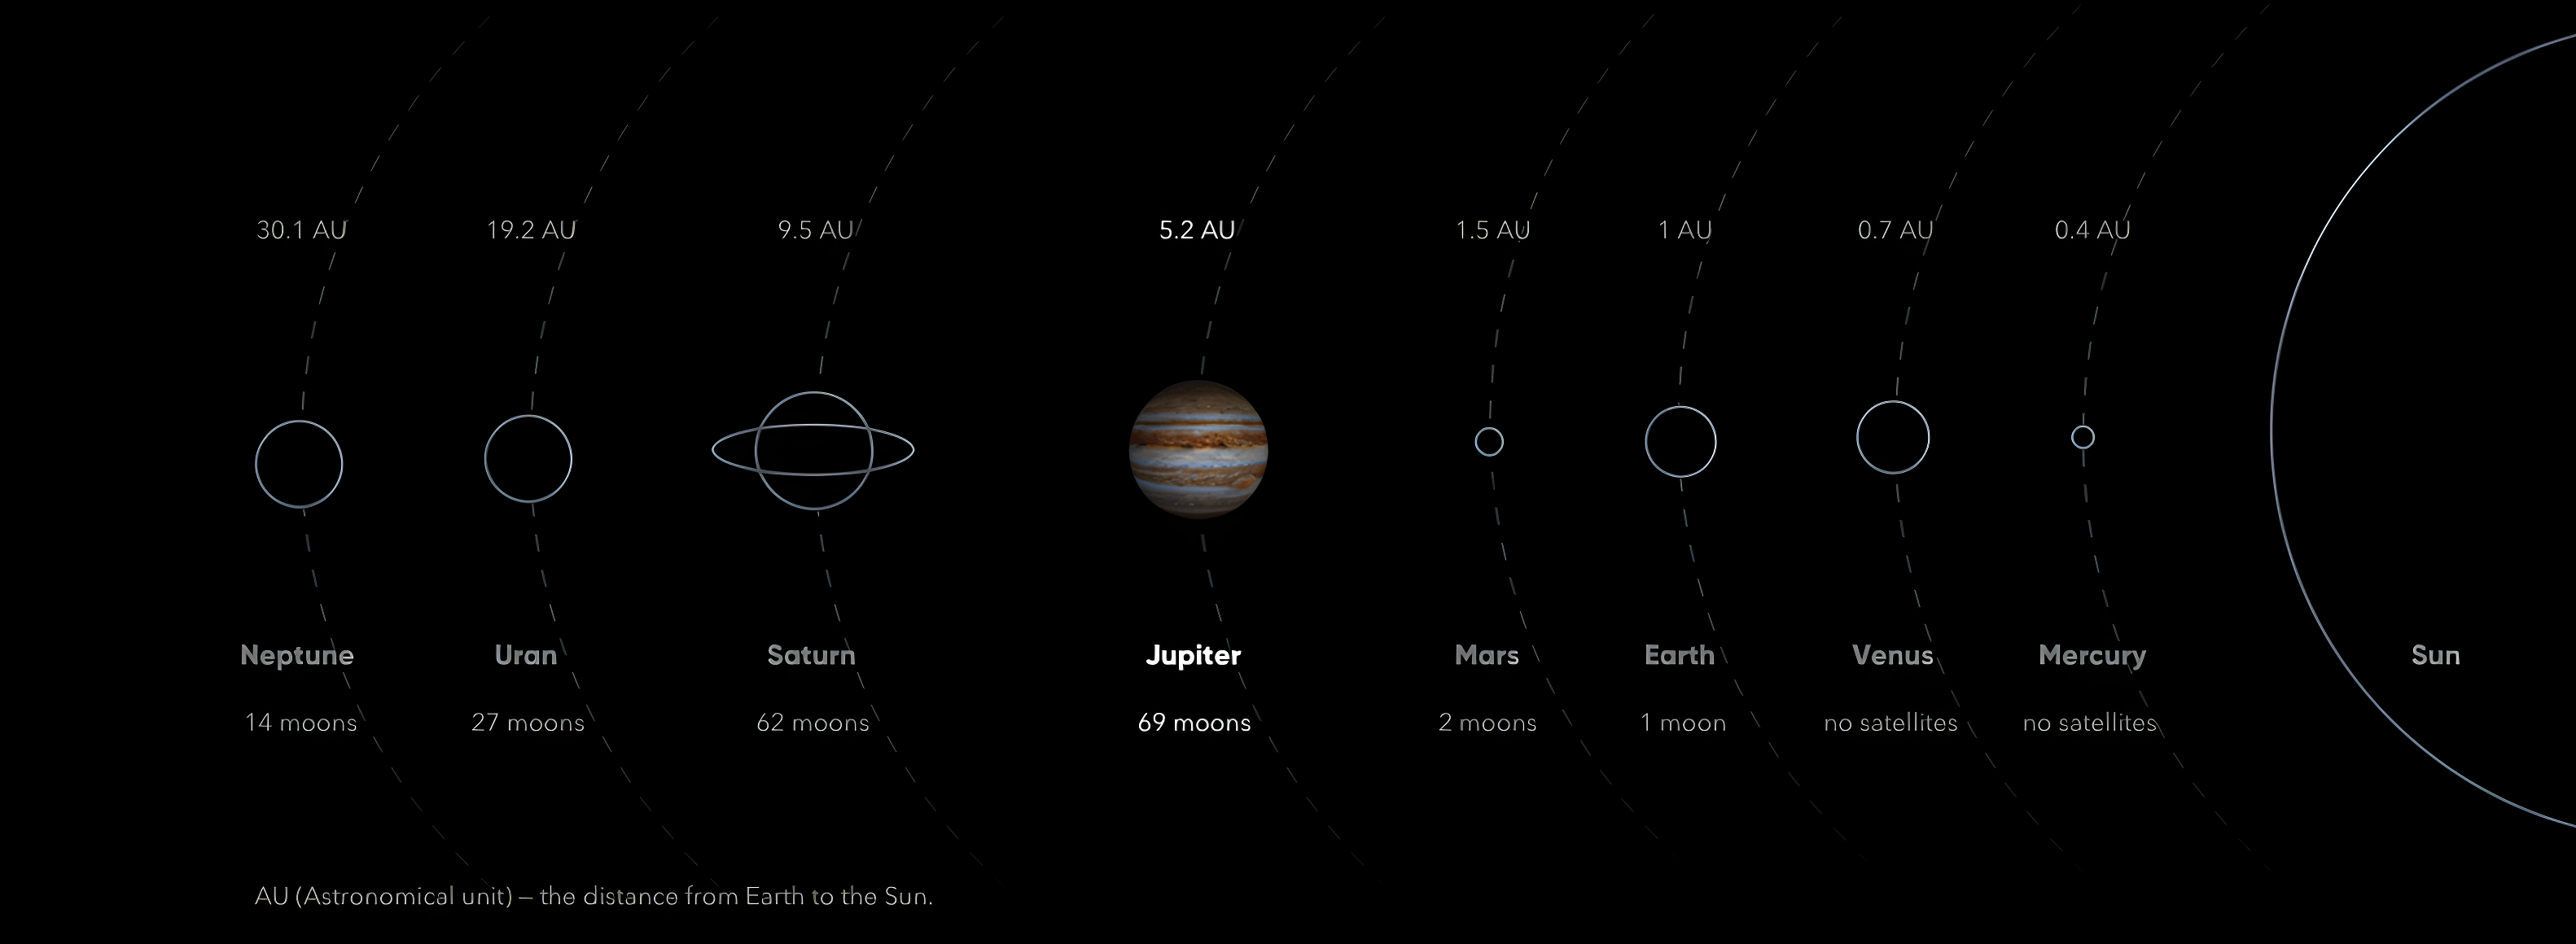 30.1 AU 19.2 AU 9.5 AU 5.2 AU 1.5 AU 1 AU 0.7 AU 0.4 AU
Neptune Uran Saturn Jupiter Mars Earth Venus Mercury Sun
14 moons 27 moons 62 moons 69 moons 2 moons 1 moon no satellites no satellites
AU (Astronomical unit) – the distance from Earth to the Sun.